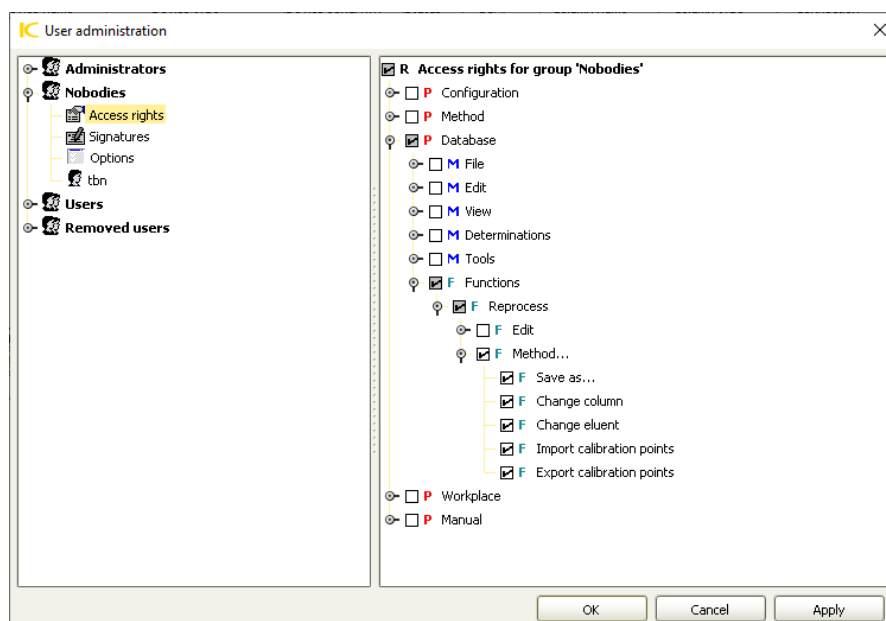 IC User administration
Administrators
Nobodies
Access rights
Signatures
Options
tbn
Users
Removed users
R Access rights for group 'Nobodies'
P Configuration
P Method
P Database
M File
M Edit
M View
M Determinations
M Tools
F Functions
F Reprocess
F Edit
F Method...
F Save as...
F Change column
F Change eluent
F Import calibration points
F Export calibration points
P Workplace
P Manual
OK Cancel Apply